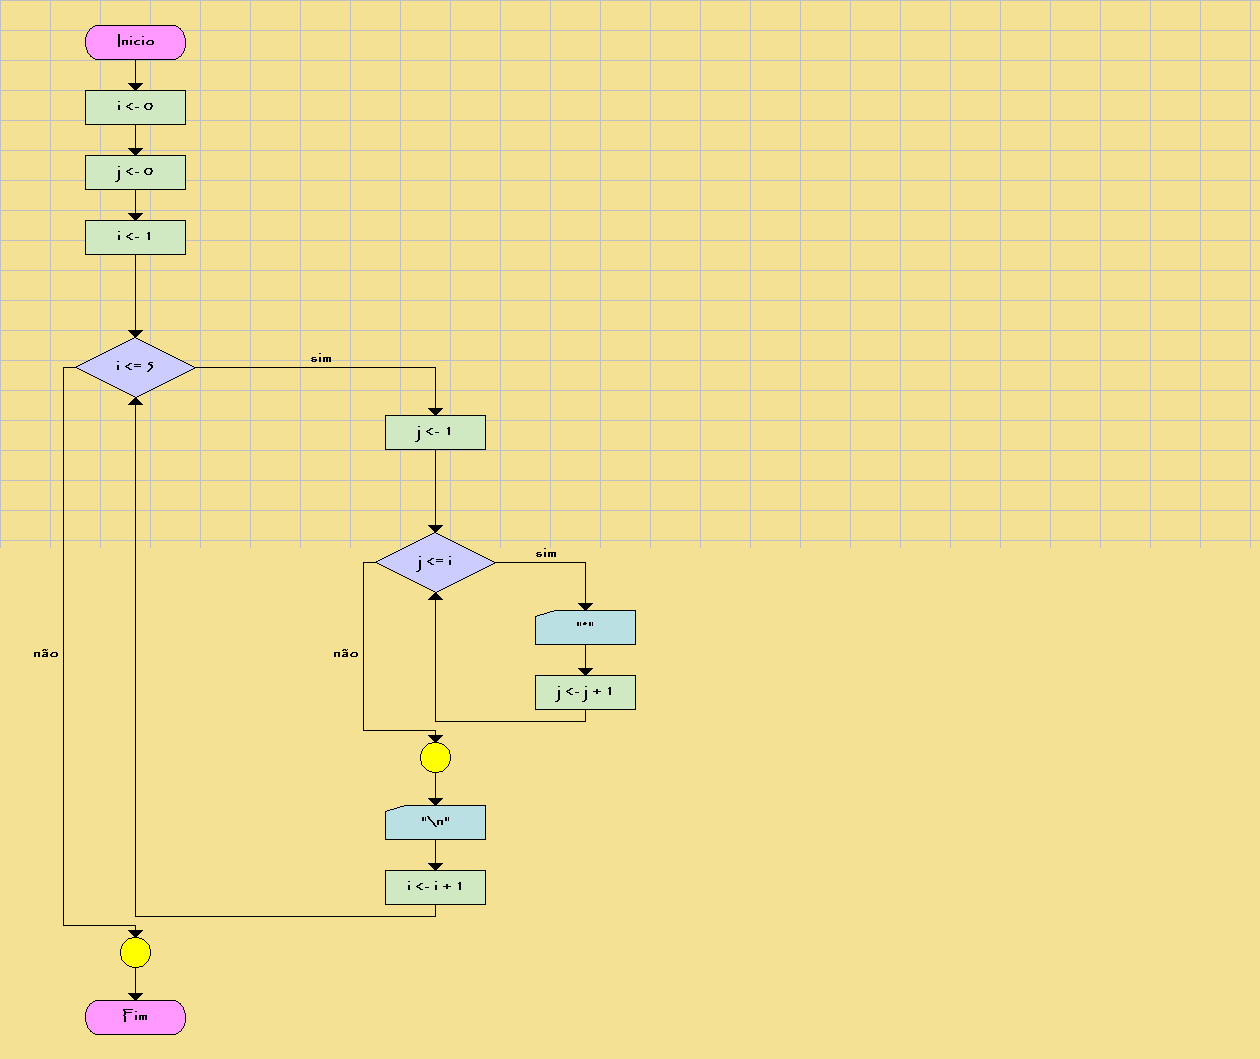 Inicio
i <- 0
j <- 0
i <- 1
i <= 5
sim
j <- 1
j <= i
sim
"*"
não
não
j <- j + 1
"\n"
i <- i + 1
Fim